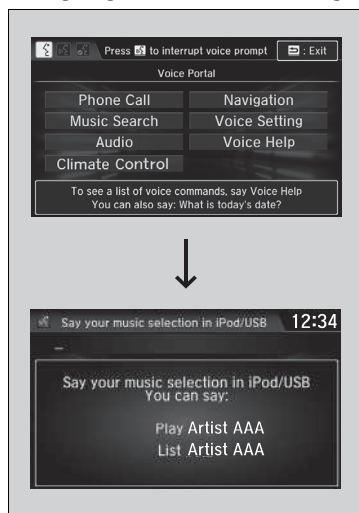 Press to interrupt voice prompt : Exit
Voice Portal
Phone Call Navigation
Music Search Voice Setting
Audio Voice Help
Climate Control
To see a list of voice commands, say Voice Help
You can also say: What is today's date?
Say your music selection in iPod/USB 12:34
Say your music selection in iPod/USB
You can say:
Play Artist AAA
List Artist AAA